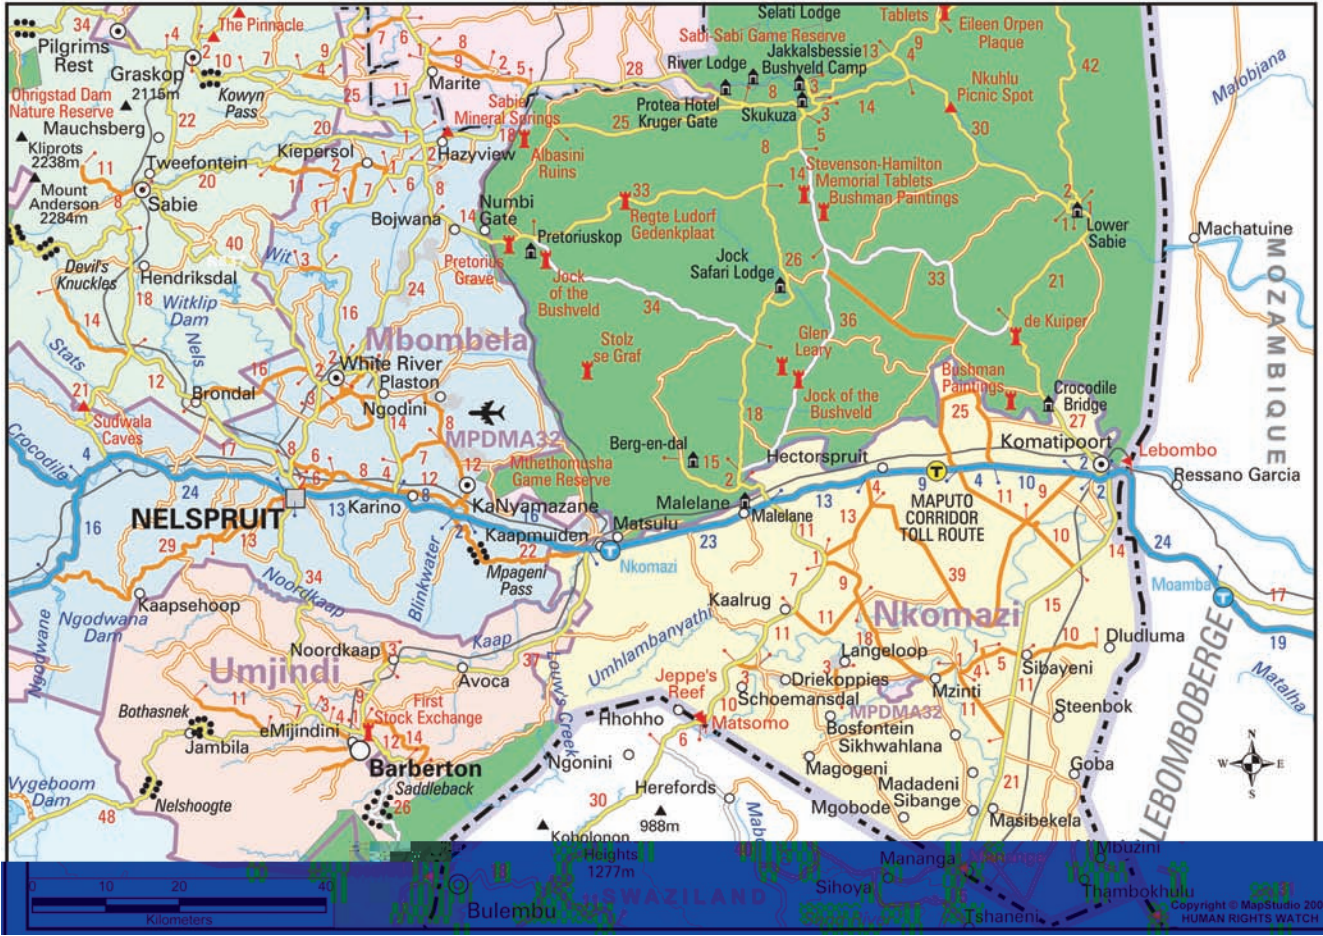 Pilgrims
Rest
The Pinnacle
Graskop
2115m
Kowyn
Pass
Ohrigstad Dam
Nature Reserve
Mauchsberg
Kliprots
2238m
Mount
Anderson
2284m
Tweefontein
Sabie
Kiepersol
Marite
Sabie
Mineral Springs
Hazyview
Albasini
Ruins
Selati Lodge
Sabi-Sabi Game Reserve
Jakkalsbessie
Bushveld Camp
River Lodge
Protea Hotel
Kruger Gate
Skukuza
Tablets
Eileen Orpen
Plaque
Nkuhlu
Picnic Spot
Malobjana
Stevenson-Hamilton
Memorial Tablets
Bushman Paintings
Regte Ludorf
Gedenkplaat
Numbi
Gate
Bojwana
Pretoriuskop
Pretorius
Grave
Jock
of the
Bushveld
Jock
Safari Lodge
Lower
Sabie
Machatuine
MOZAMBIQUE
Devil's
Knuckles
Hendriksdal
Witklip
Dam
Wit
Nels
Stats
Mbombela
White River
Plaston
Ngodini
Brondal
Sudwala
Caves
Crocodile
Stolz
se Graf
Glen
Leary
Jock of the
Bushveld
de Kuiper
Bushman
Paintings
Crocodile
Bridge
MPDMA32
Mthethomusha
Game Reserve
Berg-en-dal
Hectorspruit
Komatipoort
Lebombo
Ressano Garcia
NELSPRUIT
Karino
KaNyamazane
Kaapmuiden
Matsulu
Malelane
Malelane
MAPUTO
CORRIDOR
TOLL ROUTE
Nkomazi
Moamba
Mpageni
Pass
Blinkwater
Noordkaap
Kaapsehoop
Ngodwana
Dam
Ngodwane
Kaap
Noordkaap
Avoca
Umjindi
Louw's Creek
Umhlambanyathi
Kaalrug
Nkomazi
Langeloop
Driekoppies
Schoemansdal
Jeppe's
Reef
Matsomo
Hhohho
MPDMA32
Mzinti
Sibayeni
Dludluma
Steenbok
Bosfontein
Sikhwahlana
Magogeni
Madadeni
Sibange
Mgobode
Masibekela
Goba
LEBOMBOBERGE
Matalha
N
W E
S
Bothasnek
Jambila
eMijindini
First
Stock Exchange
Barberton
Saddleback
Nelshoogte
Vygeboom
Dam
Ngonini
Herefords
988m
Koholonon
Heights
1277m
SWAZILAND
Bulembu
Mananga
Mananga
Sihoya
Tshaneni
Mbuzini
Thambokhulu
0 10 20 40
Kilometers
Copyright © MapStudio 200
HUMAN RIGHTS WATCH